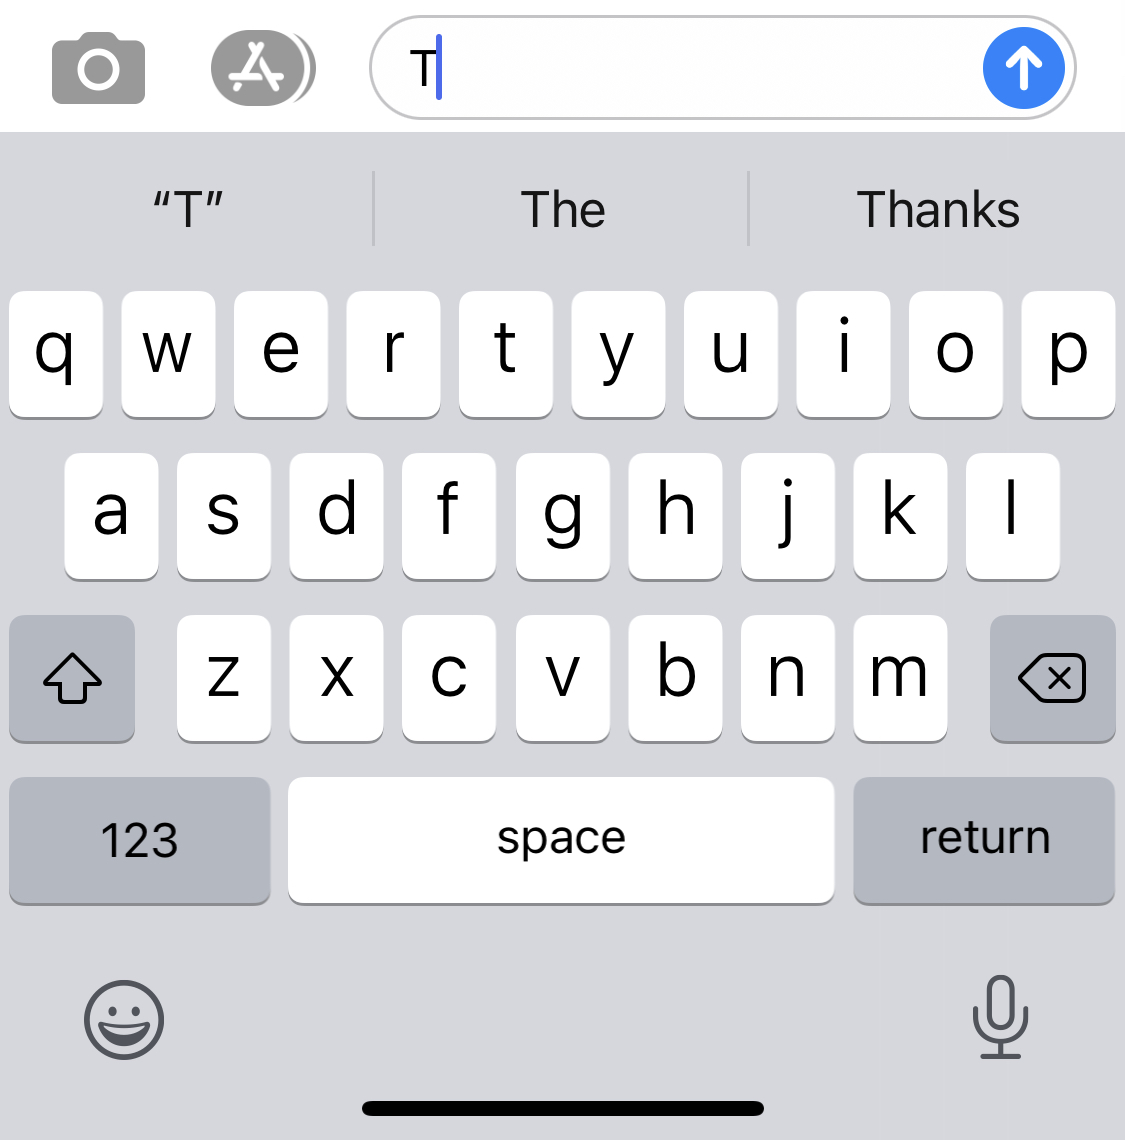 T
“T” The Thanks
q w e r t y u i o p
a s d f g h j k l
z x c v b n m
123 space return